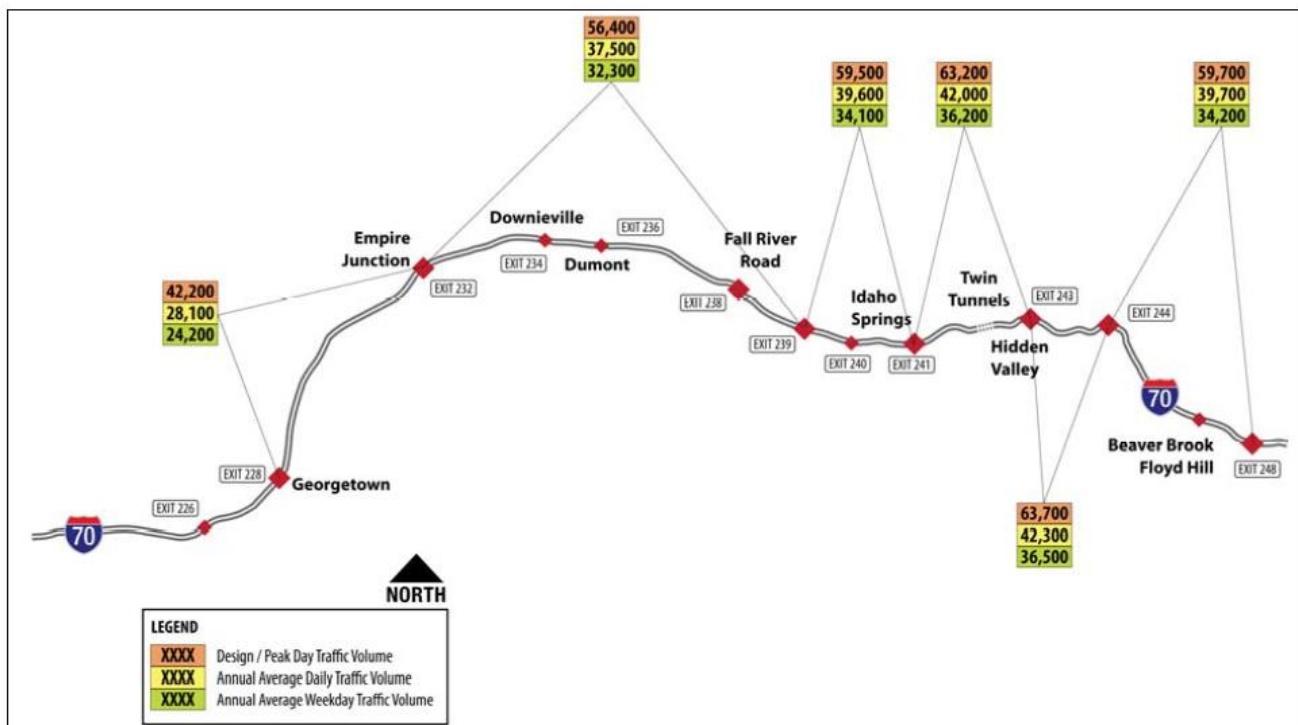 56,400
37,500
32,300
59,500
39,600
34,100
63,200
42,000
36,200
59,700
39,700
34,200
Downieville
EXIT 236
Empire
Junction
Fall River
Road
EXIT 234
Dumont
EXIT 232
42,200
28,100
24,200
EXIT 238
Idaho
Springs
Twin
Tunnels
EXIT 243
EXIT 244
EXIT 239
EXIT 240
EXIT 241
Hidden
Valley
70
Beaver Brook
Floyd Hill
EXIT 248
EXIT 228
Georgetown
EXIT 226
70
63,700
42,300
36,500
NORTH
LEGEND
XXXX Design / Peak Day Traffic Volume
XXXX Annual Average Daily Traffic Volume
XXXX Annual Average Weekday Traffic Volume